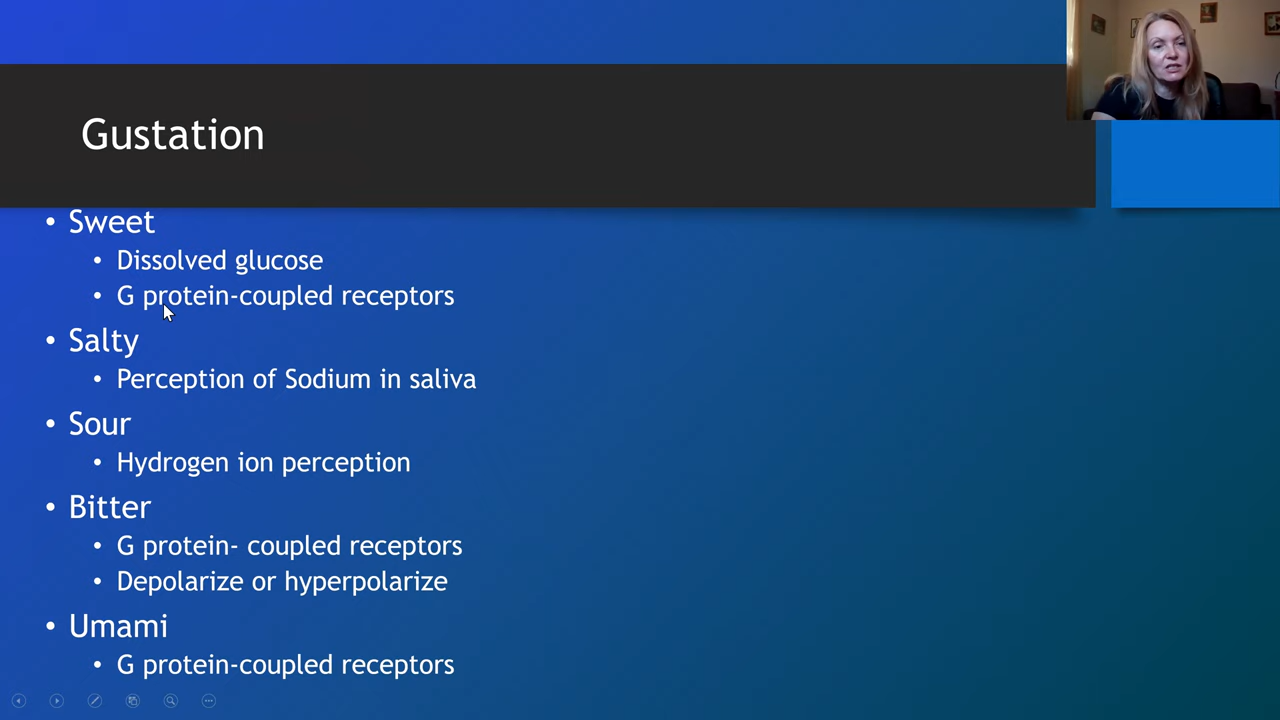 Gustation
• Sweet
• Dissolved glucose
• G protein-coupled receptors
• Salty
• Perception of Sodium in saliva
• Sour
• Hydrogen ion perception
• Bitter
• G protein- coupled receptors
• Depolarize or hyperpolarize
• Umami
• G protein-coupled receptors